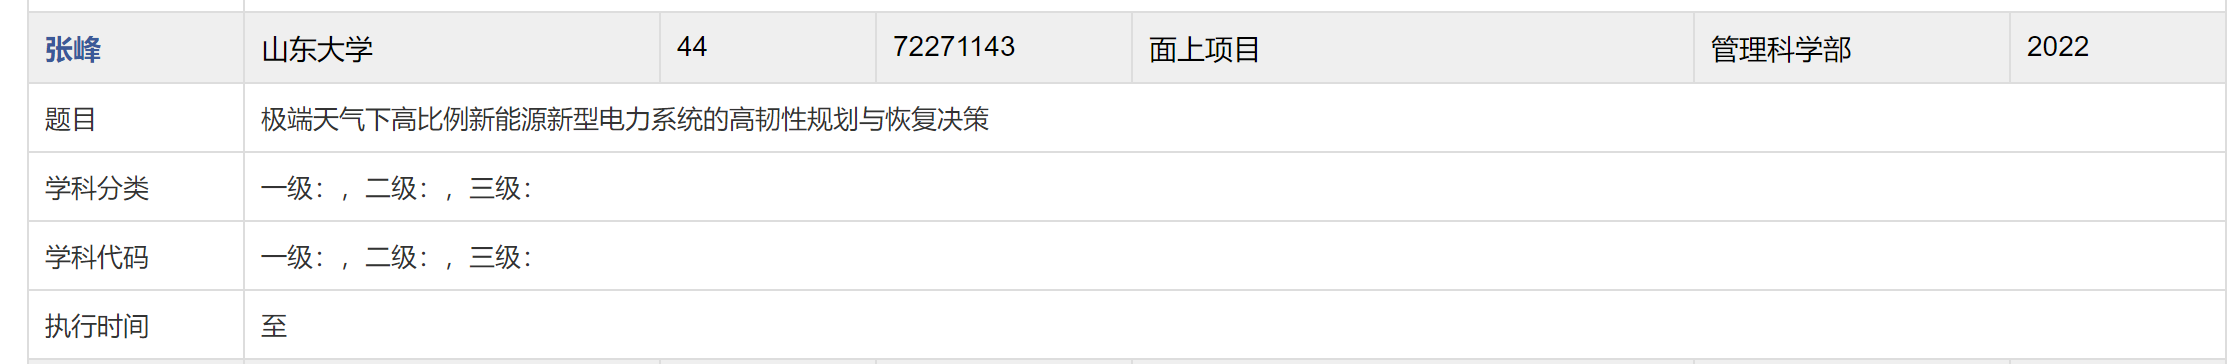 张峰 山东大学 44 72271143 面上项目 管理科学部 2022
题目 极端天气下高比例新能源新型电力系统的高韧性规划与恢复决策
学科分类 一级：，二级：，三级：
学科代码 一级：，二级：，三级：
执行时间 至